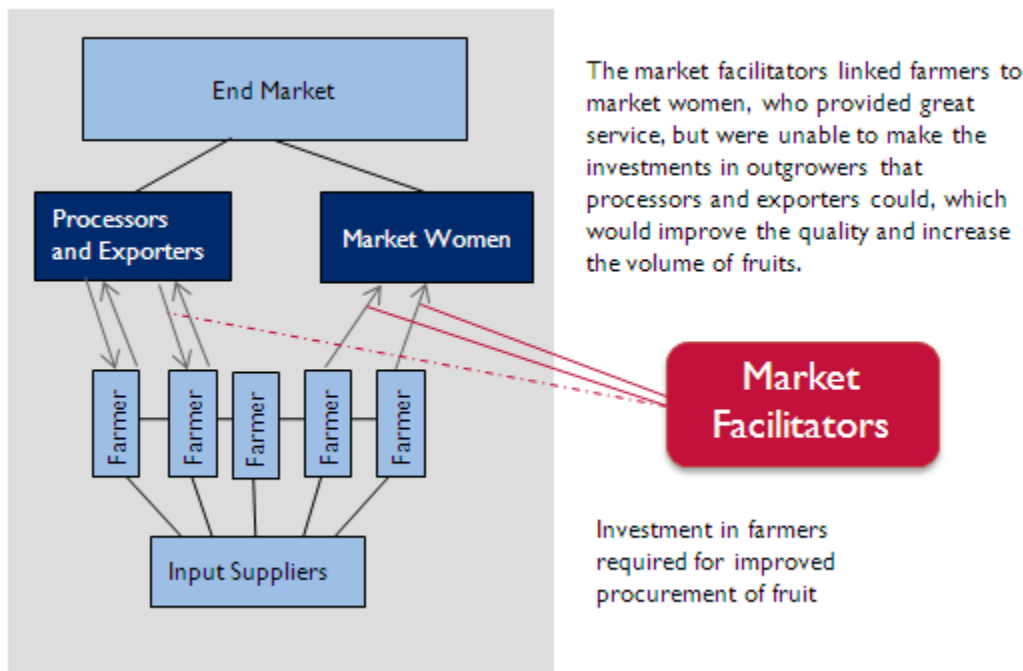 End Market
The market facilitators linked farmers to
market women, who provided great
service, but were unable to make the
investments in outgrowers that
processors and exporters could, which
would improve the quality and increase
the volume of fruits.
Processors
and Exporters
Market Women
Market
Facilitators
Farmer
Farmer
Farmer
Farmer
Farmer
Input Suppliers
Investment in farmers
required for improved
procurement of fruit